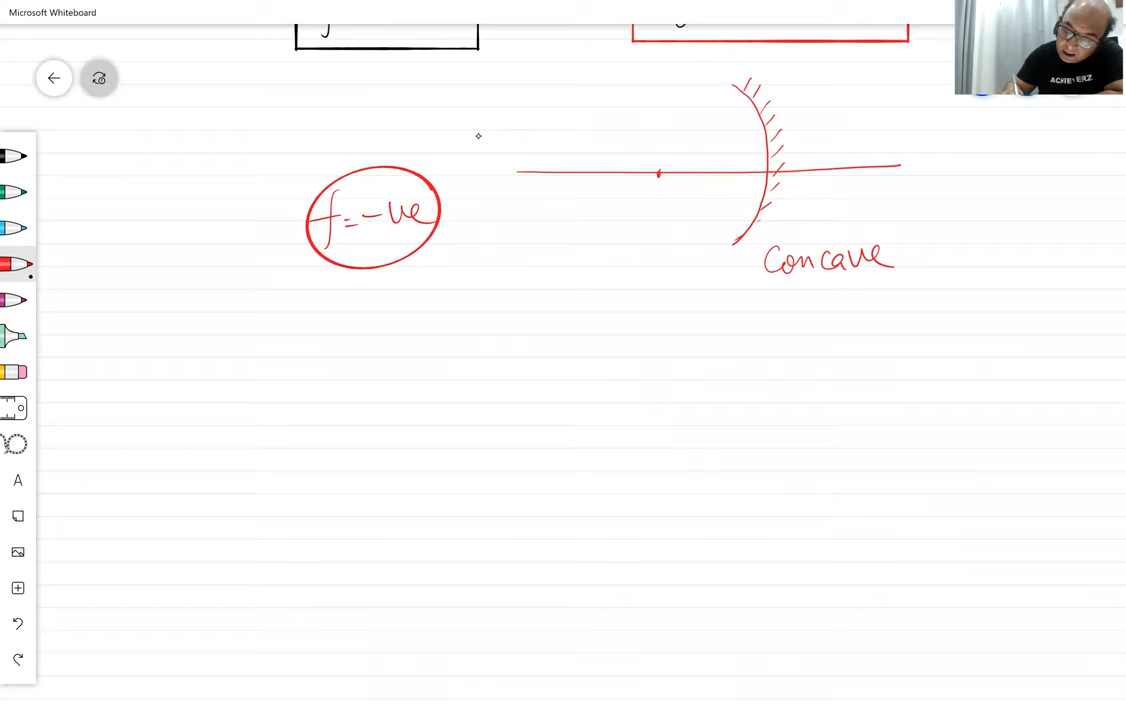 Microsoft Whiteboard
ACHIEVERZ
f = -ve
Concave
A